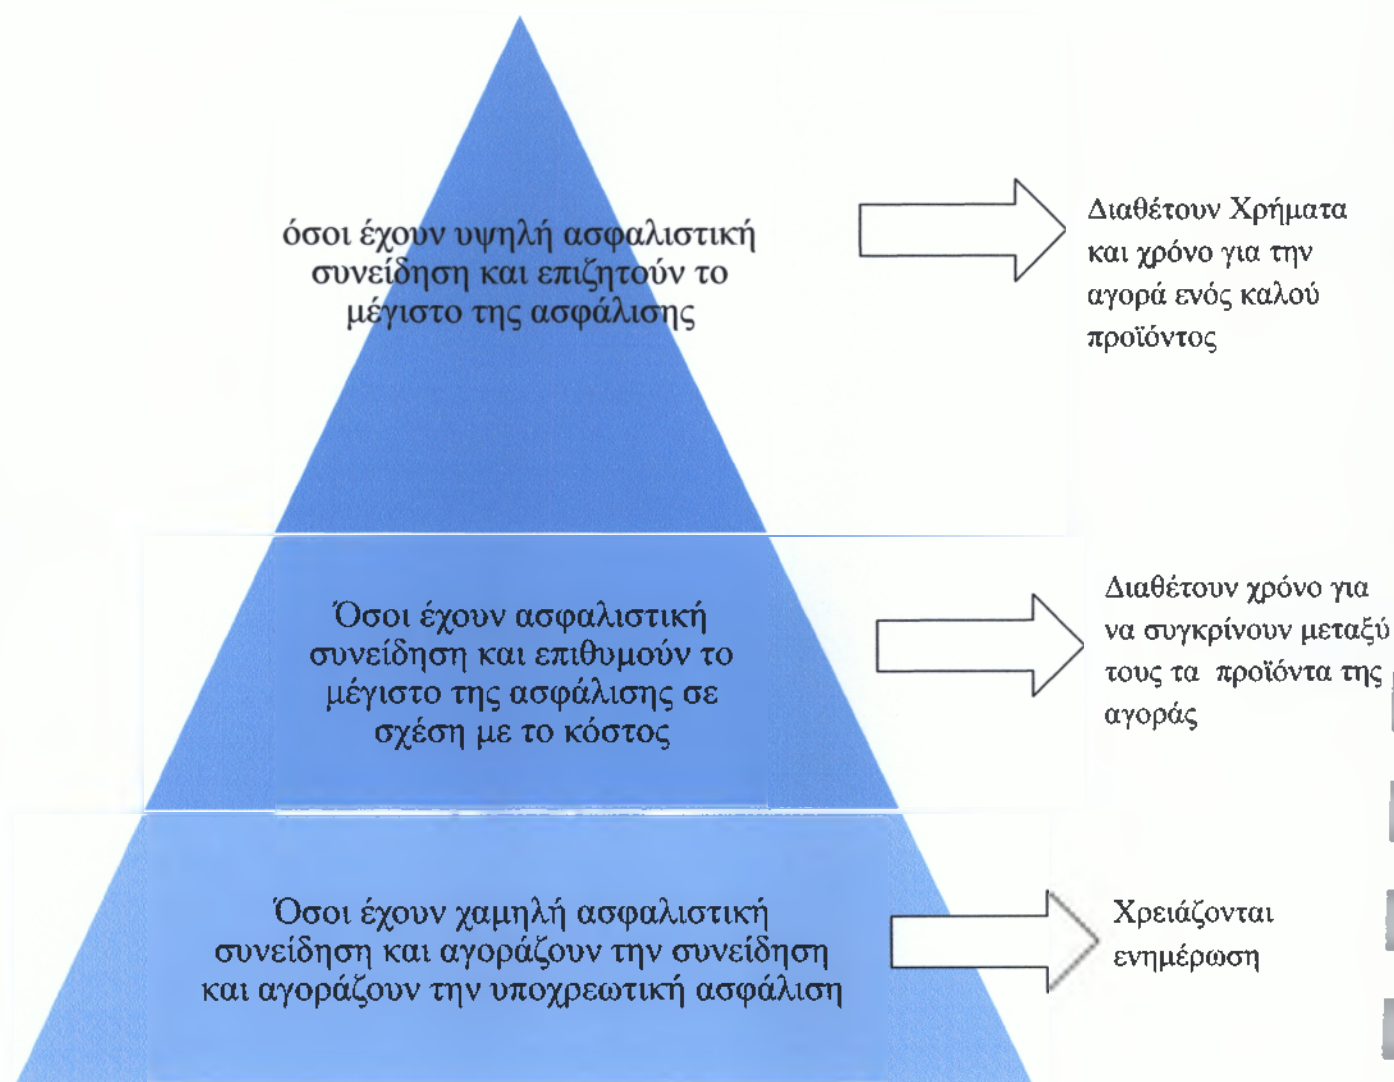 όσοι έχουν υψηλή ασφαλιστική
συνείδηση και επιζητούν το
μέγιστο της ασφάλισης
Διαθέτουν Χρήματα
και χρόνο για την
αγορά ενός καλού
προϊόντος
Όσοι έχουν ασφαλιστική
συνείδηση και επιθυμούν το
μέγιστο της ασφάλισης σε
σχέση με το κόστος
Διαθέτουν χρόνο για
να συγκρίνουν μεταξύ
τους τα προϊόντα της
αγοράς
Όσοι έχουν χαμηλή ασφαλιστική
συνείδηση και αγοράζουν την συνείδηση
και αγοράζουν την υποχρεωτική ασφάλιση
Χρειάζονται
ενημέρωση